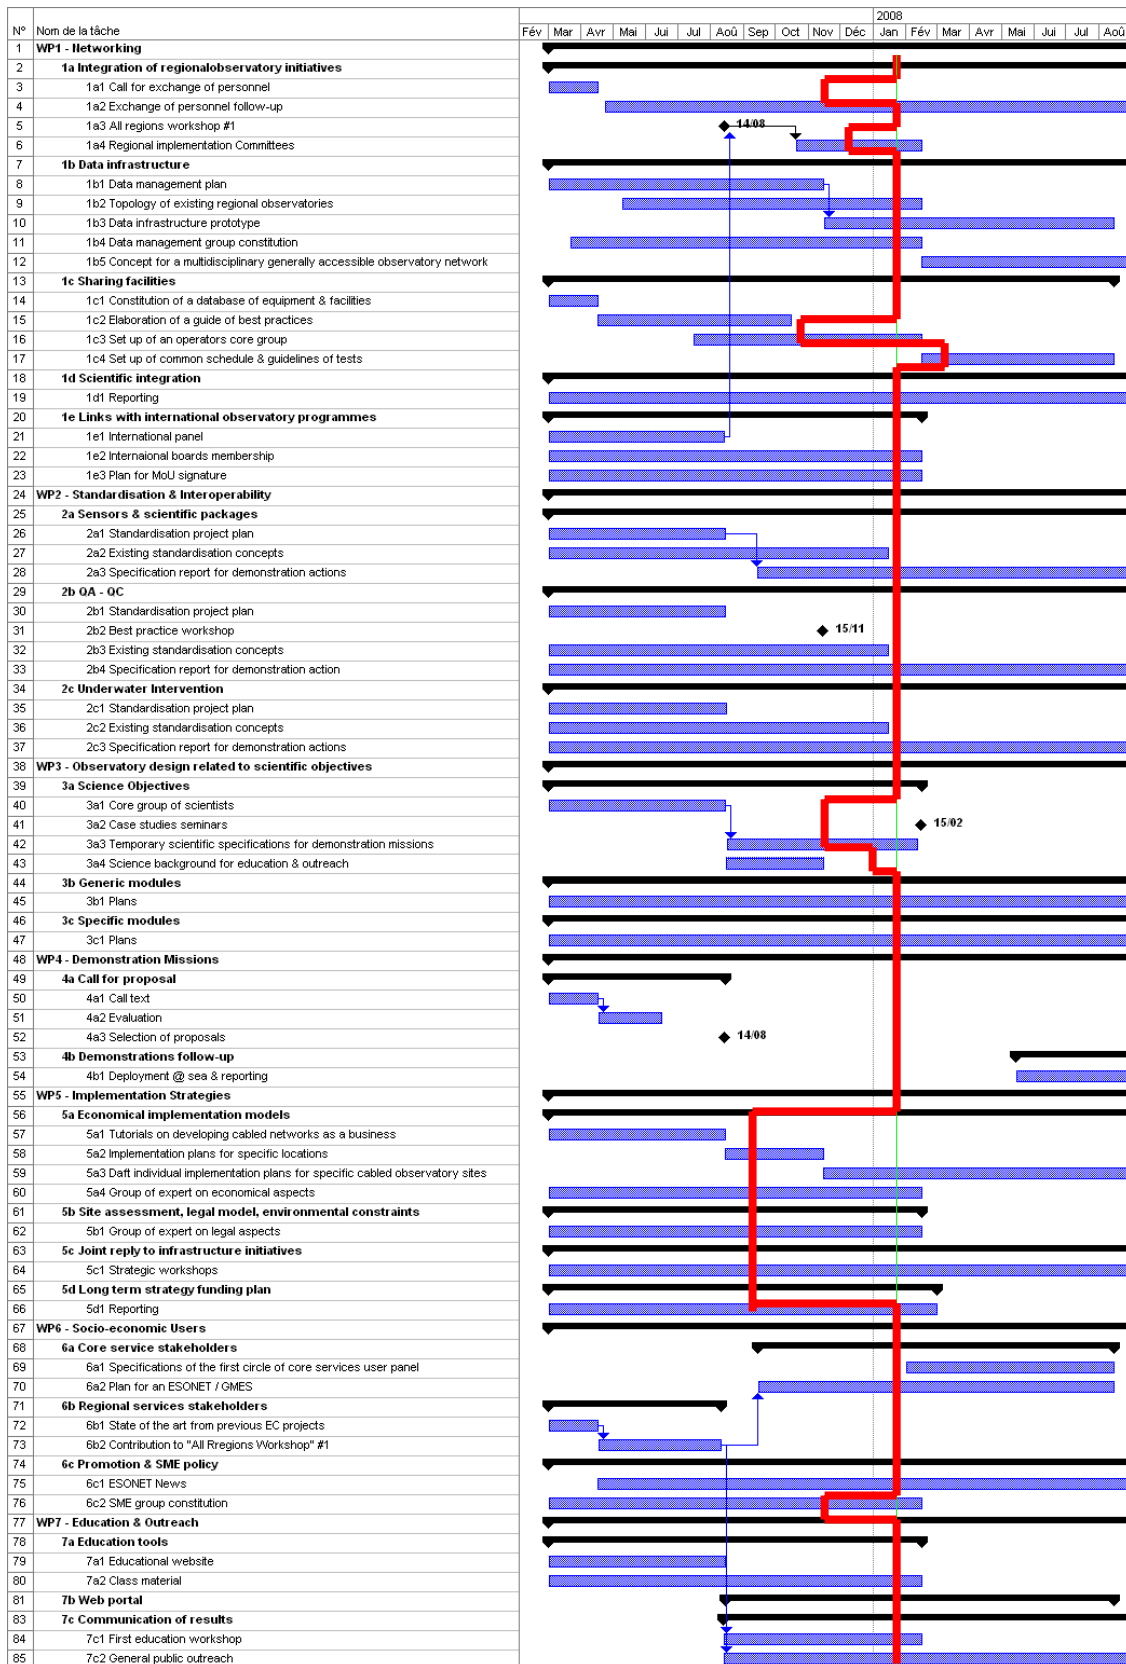 2008
N° Nom de la tâche Fév Mar Avr Mai Jui Jul Aoû Sep Oct Nov Déc Jan Fév Mar Avr Mai Jui Jul Aoû
1 WP1 - Networking
2 1a Integration of regionalobservatory initiatives
3 1a1 Call for exchange of personnel
4 1a2 Exchange of personnel follow-up
5 1a3 All regions workshop #1 14/08
6 1a4 Regional implementation Committees
7 1b Data infrastructure
8 1b1 Data management plan
9 1b2 Topology of existing regional observatories
10 1b3 Data infrastructure prototype
11 1b4 Data management group constitution
12 1b5 Concept for a multidisciplinary generally accessible observatory network
13 1c Sharing facilities
14 1c1 Constitution of a database of equipment & facilities
15 1c2 Elaboration of a guide of best practices
16 1c3 Set up of an operators core group
17 1c4 Set up of common schedule & guidelines of tests
18 1d Scientific integration
19 1d1 Reporting
20 1e Links with international observatory programmes
21 1e1 International panel
22 1e2 Internaional boards membership
23 1e3 Plan for MoU signature
24 WP2 - Standardisation & Interoperability
25 2a Sensors & scientific packages
26 2a1 Standardisation project plan
27 2a2 Existing standardisation concepts
28 2a3 Specification report for demonstration actions
29 2b QA - QC
30 2b1 Standardisation project plan
31 2b2 Best practice workshop 15/11
32 2b3 Existing standardisation concepts
33 2b4 Specification report for demonstration action
34 2c Underwater Intervention
35 2c1 Standardisation project plan
36 2c2 Existing standardisation concepts
37 2c3 Specification report for demonstration actions
38 WP3 - Observatory design related to scientific objectives
39 3a Science Objectives
40 3a1 Core group of scientists
41 3a2 Case studies seminars 15/02
42 3a3 Temporary scientific specifications for demonstration missions
43 3a4 Science background for education & outreach
44 3b Generic modules
45 3b1 Plans
46 3c Specific modules
47 3c1 Plans
48 WP4 - Demonstration Missions
49 4a Call for proposal
50 4a1 Call text
51 4a2 Evaluation
52 4a3 Selection of proposals 14/08
53 4b Demonstrations follow-up
54 4b1 Deployment @ sea & reporting
55 WP5 - Implementation Strategies
56 5a Economical implementation models
57 5a1 Tutorials on developing cabled networks as a business
58 5a2 Implementation plans for specific locations
59 5a3 Daft individual implementation plans for specific cabled observatory sites
60 5a4 Group of expert on economical aspects
61 5b Site assessment, legal model, environmental constraints
62 5b1 Group of expert on legal aspects
63 5c Joint reply to infrastructure initiatives
64 5c1 Strategic workshops
65 5d Long term strategy funding plan
66 5d1 Reporting
67 WP6 - Socio-economic Users
68 6a Core service stakeholders
69 6a1 Specifications of the first circle of core services user panel
70 6a2 Plan for an ESONET / GMES
71 6b Regional services stakeholders
72 6b1 State of the art from previous EC projects
73 6b2 Contribution to "All Rregions Workshop" #1
74 6c Promotion & SME policy
75 6c1 ESONET News
76 6c2 SME group constitution
77 WP7 - Education & Outreach
78 7a Education tools
79 7a1 Educational website
80 7a2 Class material
81 7b Web portal
83 7c Communication of results
84 7c1 First education workshop
85 7c2 General public outreach